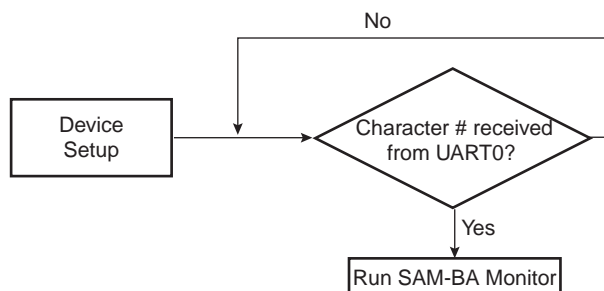 No
Device
Setup
Character # received
from UART0?
Yes
Run SAM-BA Monitor